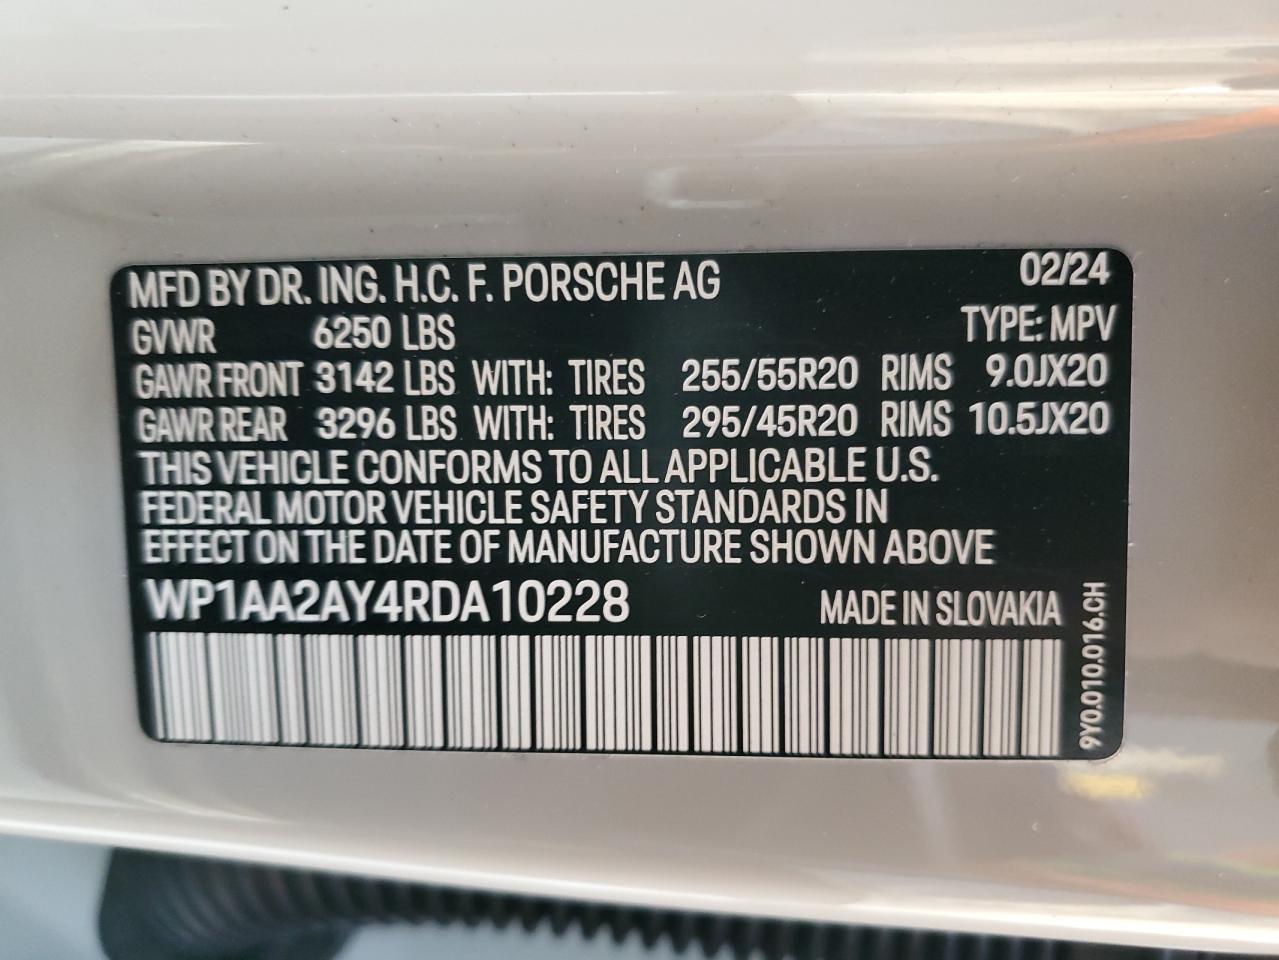 MFD BY DR. ING. H.C. F. PORSCHE AG 02/24
GVWR 6250 LBS TYPE: MPV
GAWR FRONT 3142 LBS WITH: TIRES 255/55R20 RIMS 9.0JX20
GAWR REAR 3296 LBS WITH: TIRES 295/45R20 RIMS 10.5JX20
THIS VEHICLE CONFORMS TO ALL APPLICABLE U.S.
FEDERAL MOTOR VEHICLE SAFETY STANDARDS IN
EFFECT ON THE DATE OF MANUFACTURE SHOWN ABOVE
WP1AA2AY4RDA10228 MADE IN SLOVAKIA
9Y0.010.016.CH